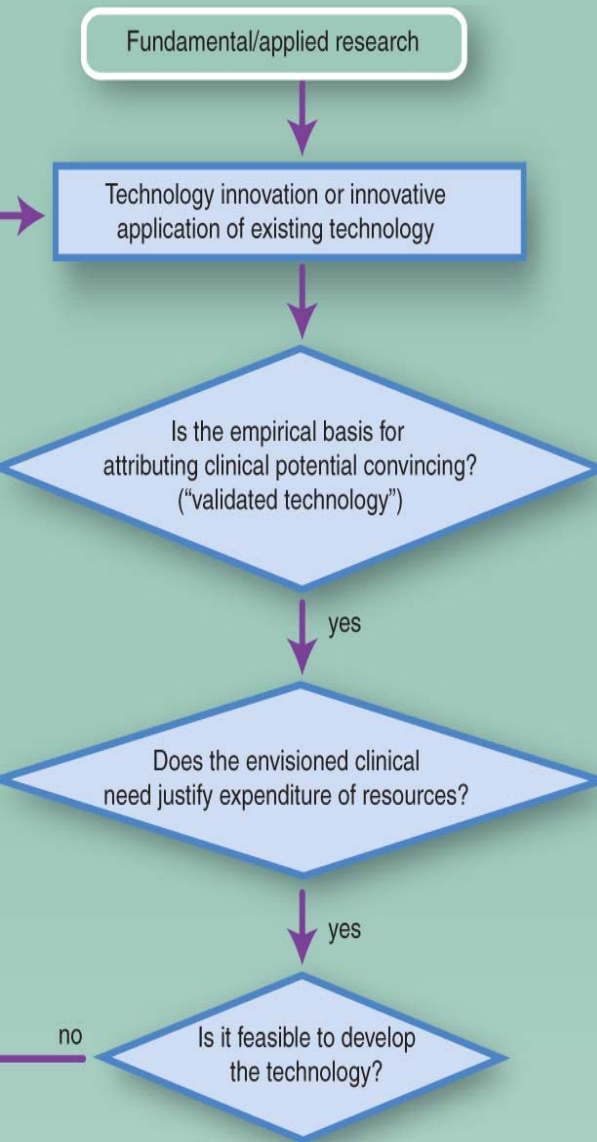 Fundamental/applied research
Technology innovation or innovative
application of existing technology
Is the empirical basis for
attributing clinical potential convincing?
(“validated technology”)
yes
Does the envisioned clinical
need justify expenditure of resources?
yes
no
Is it feasible to develop
the technology?